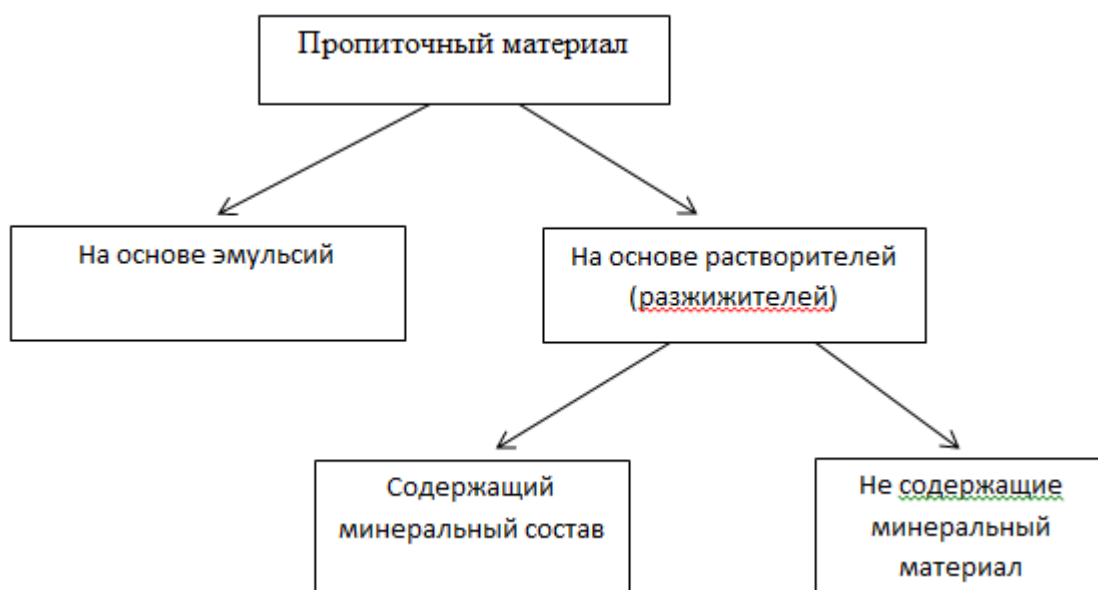 Пропиточный материал
На основе эмульсий
На основе растворителей
(разжижителей)
Содержащий
минеральный состав
Не содержащие
минеральный
материал